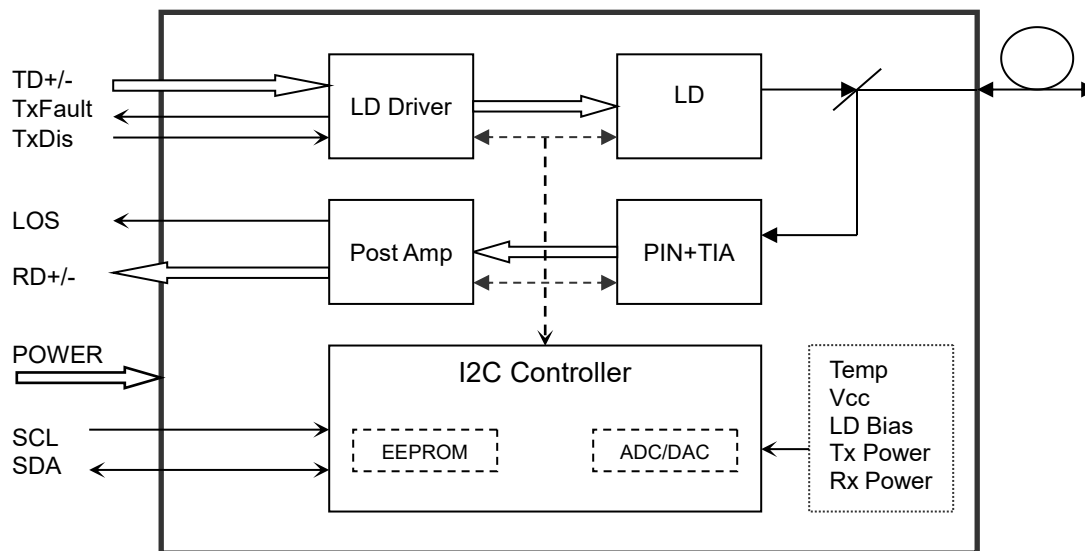 TD+/-
TxFault
TxDis
LD Driver
LD
LOS
RD+/-
Post Amp
PIN+TIA
POWER
SCL
SDA
I2C Controller
EEPROM
ADC/DAC
Temp
Vcc
LD Bias
Tx Power
Rx Power